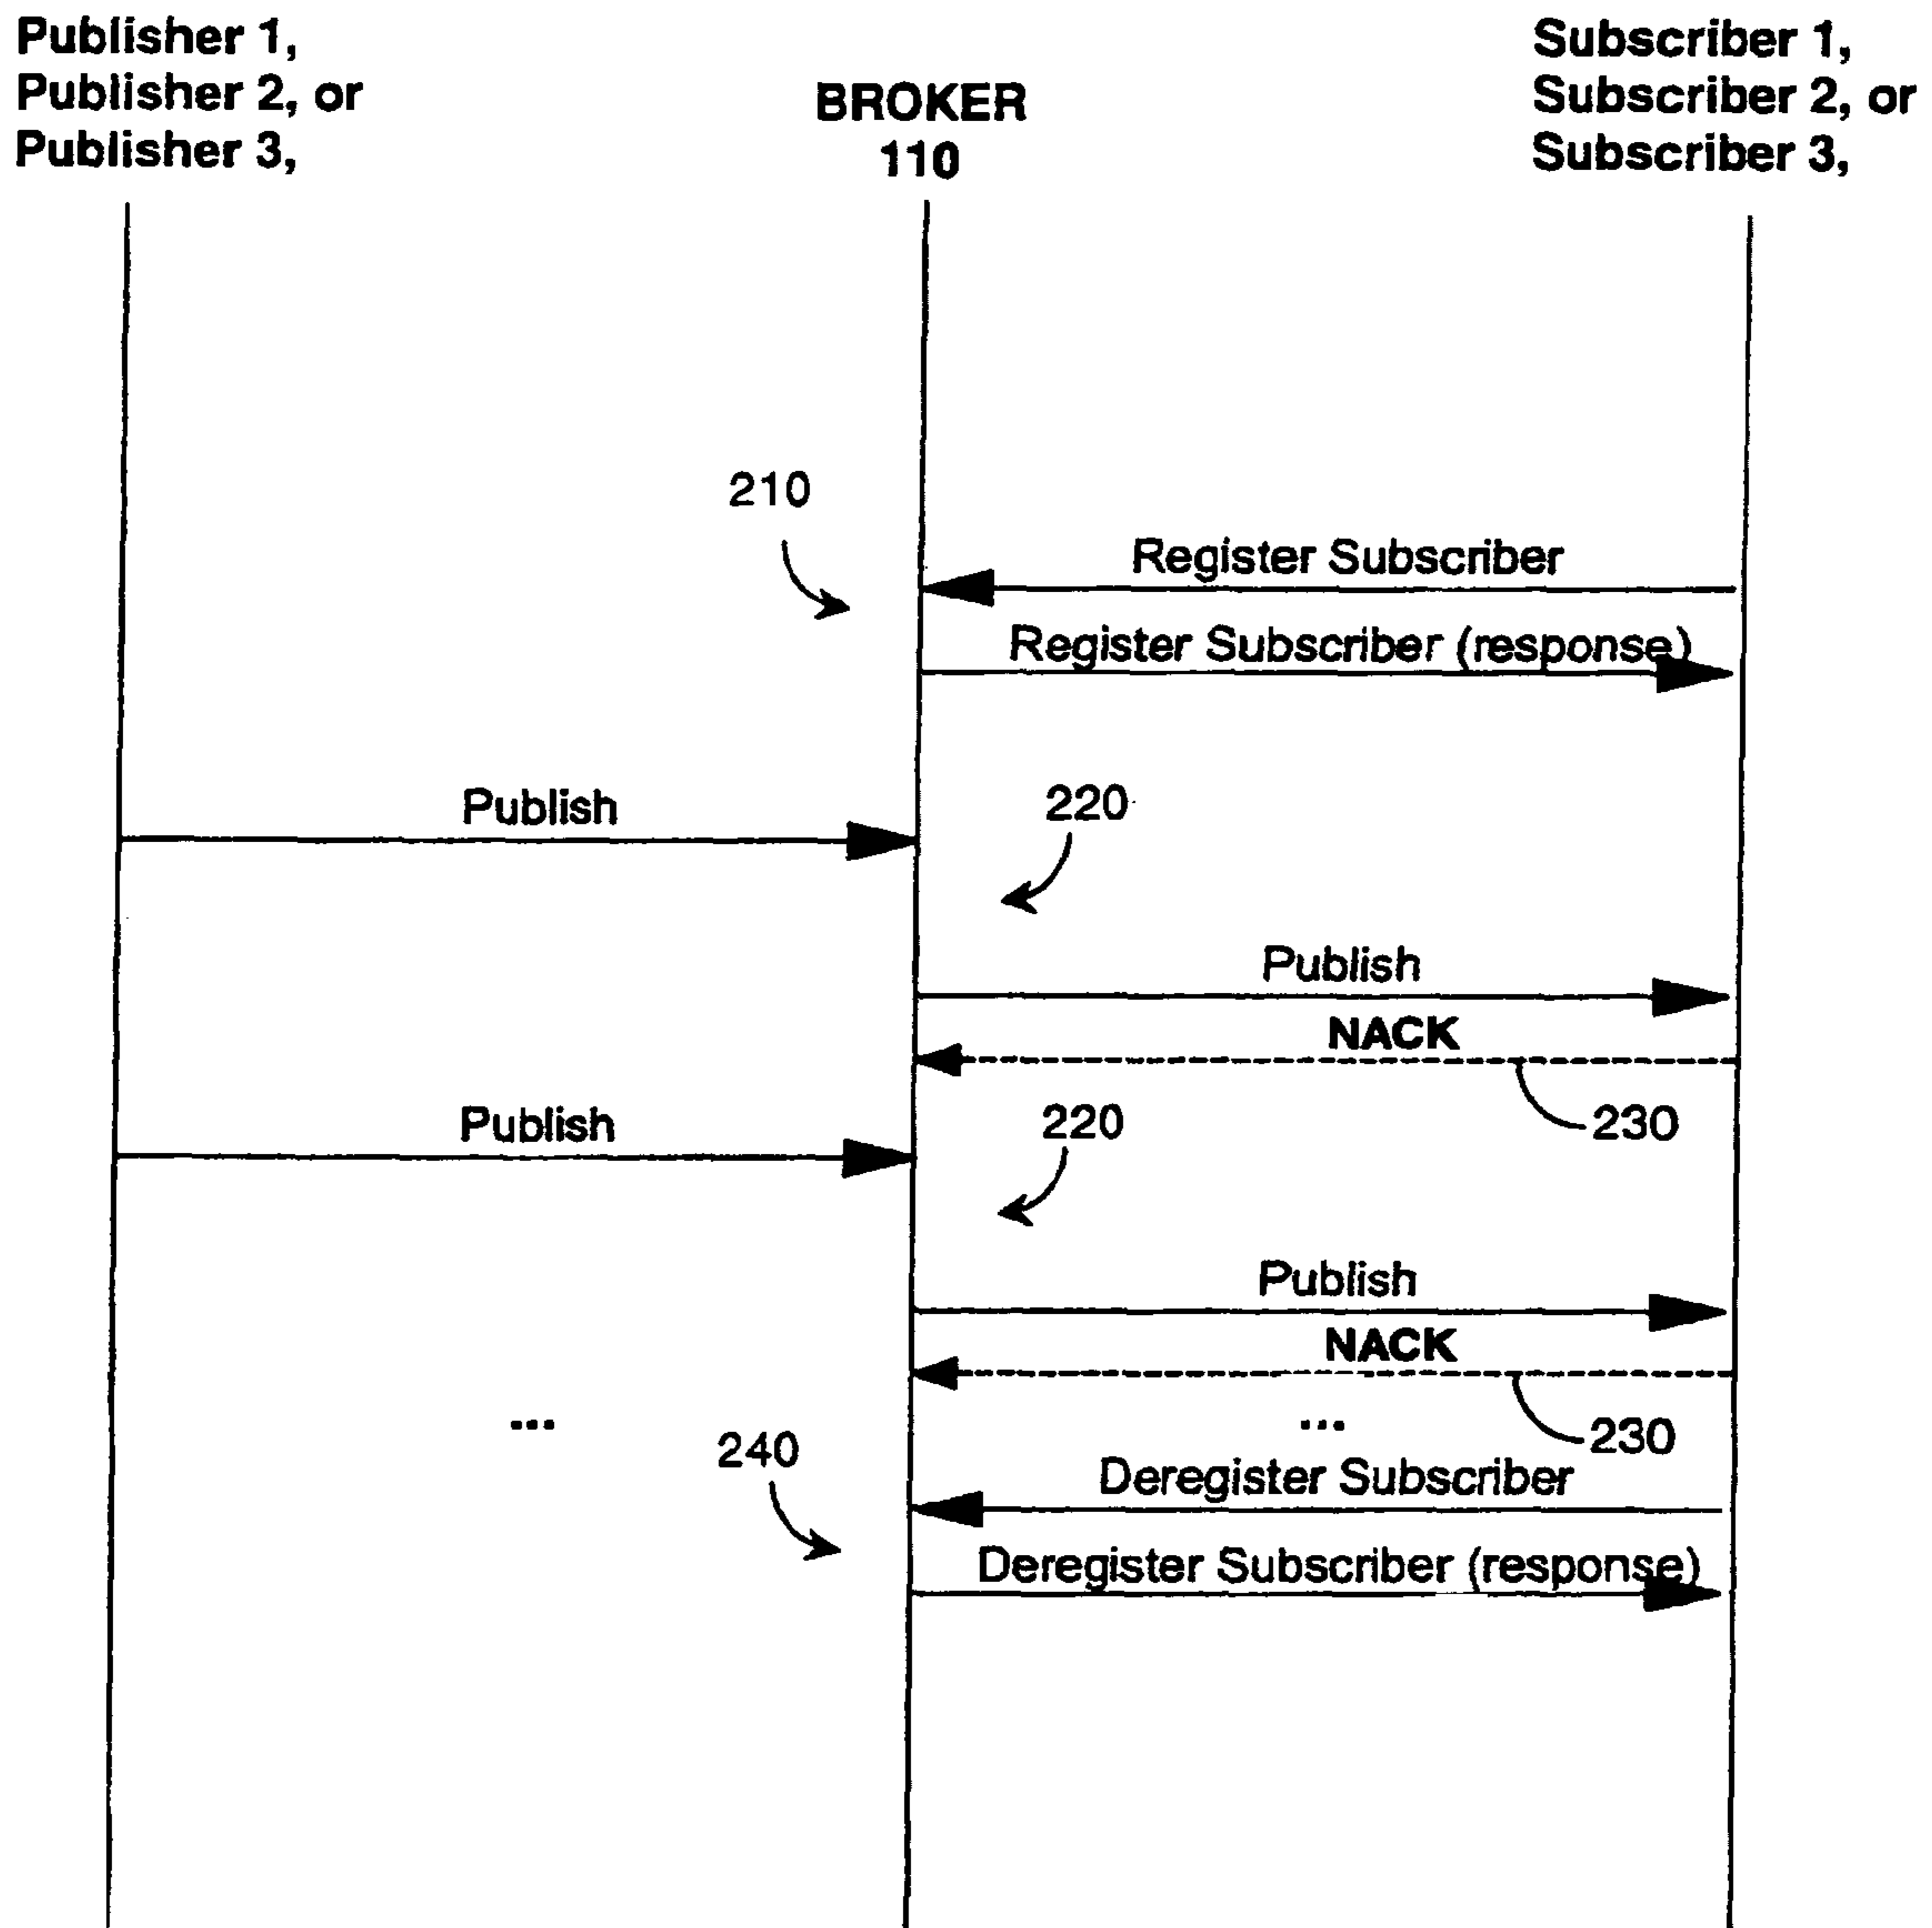 Publisher 1,
Publisher 2, or
Publisher 3,
BROKER
110
Subscriber 1,
Subscriber 2, or
Subscriber 3,
210
Register Subscriber
Register Subscriber (response)
Publish
220
Publish
NACK
230
Publish
220
Publish
NACK
230
...
...
240
Deregister Subscriber
Deregister Subscriber (response)